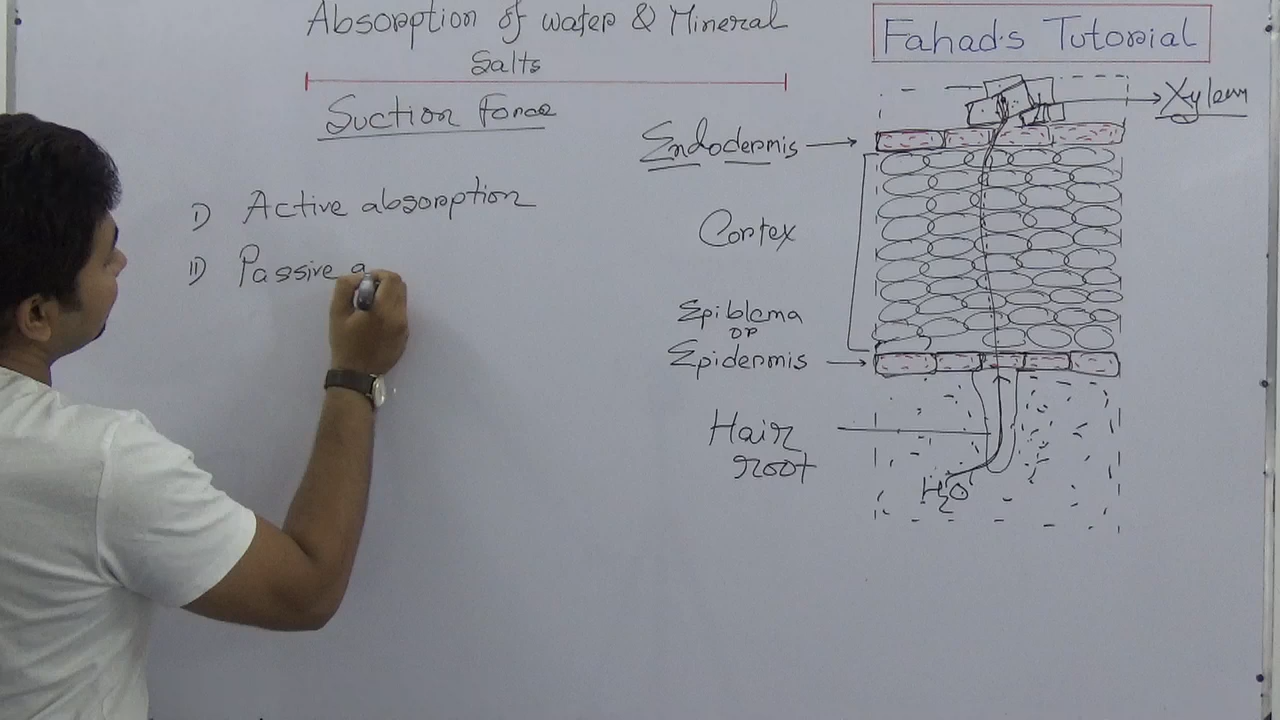 Absorption of water & Mineral
Salts
Fahad's Tutorial
Suction Force
I) Active absorption
II) Passive a
Xylem
Endodermis
Cortex
Epiblema
or
Epidermis
Hair
root
H2O